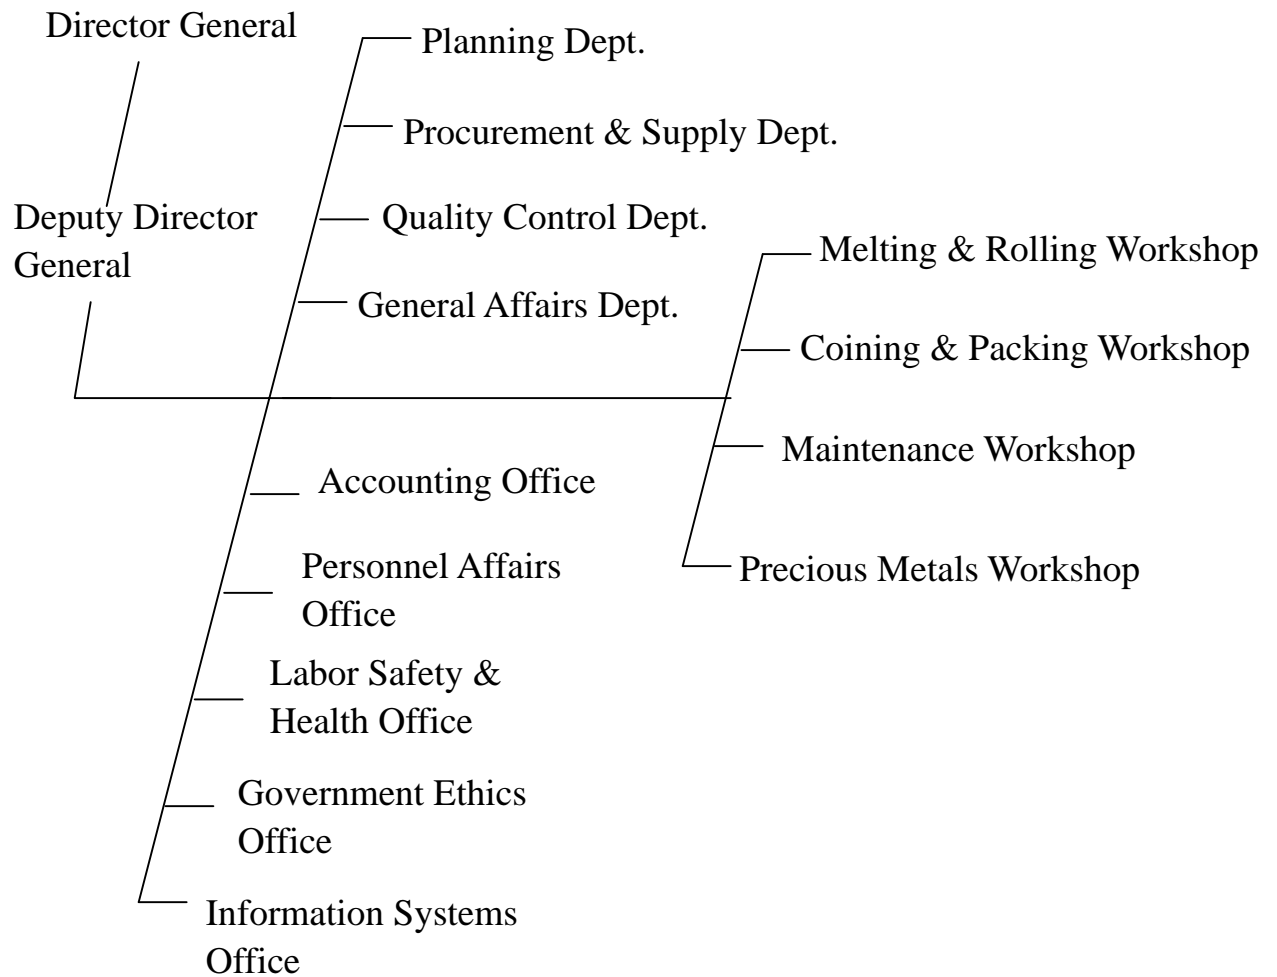 Director General
Deputy Director
General
Planning Dept.
Procurement & Supply Dept.
Quality Control Dept.
General Affairs Dept.
Accounting Office
Personnel Affairs
Office
Labor Safety &
Health Office
Government Ethics
Office
Information Systems
Office
Melting & Rolling Workshop
Coining & Packing Workshop
Maintenance Workshop
Precious Metals Workshop